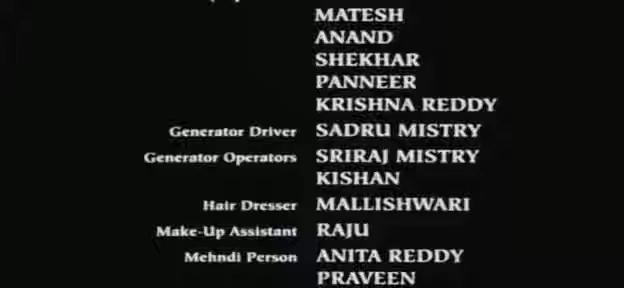 MATESH
ANAND
SHEKHAR
PANNEER
KRISHNA REDDY
Generator Driver SADRU MISTRY
Generator Operators SRIRAJ MISTRY
KISHAN
Hair Dresser MALLISHWARI
Make-Up Assistant RAJU
Mehndi Person ANITA REDDY
PRAVEEN